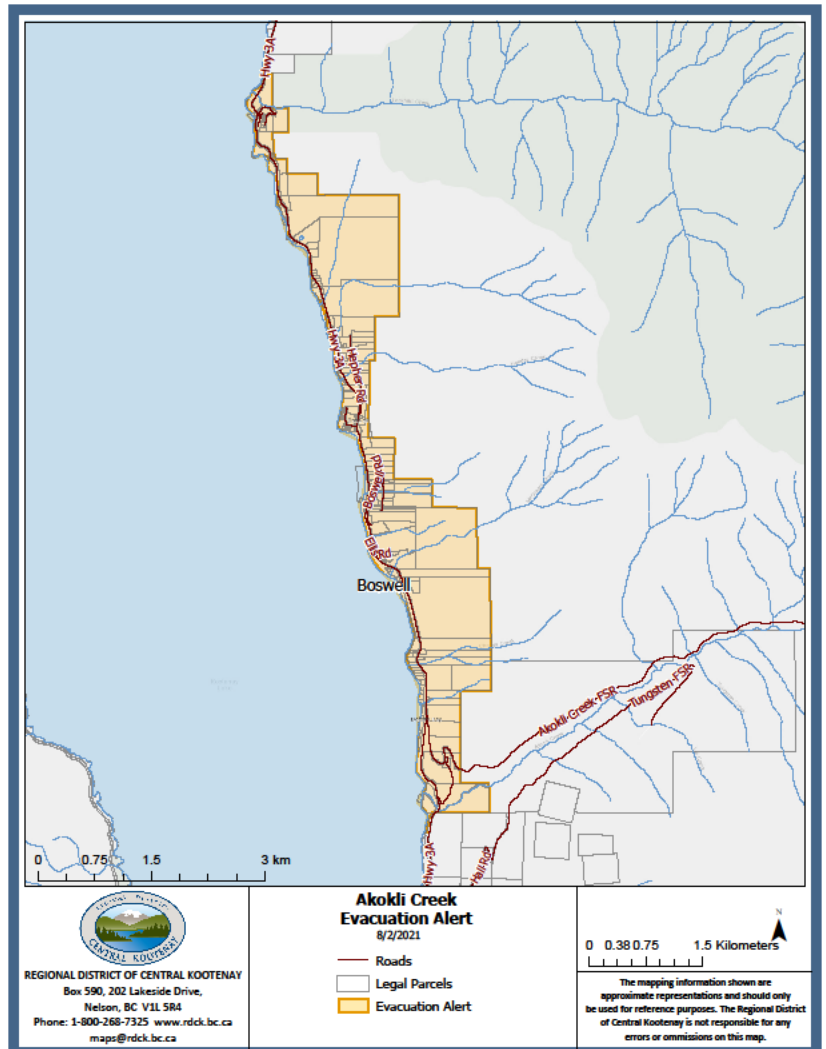 Hwy-3A
Hwy-3A
Hepher-Rd
Boswell-Rd
Ellis Rd
Boswell
Akokli-Creek-FSR
Tungsten-FSR
Hwy-3A
Hall-Rd
0 0.75 1.5 3 km
CENTRAL KOOTENAY
REGIONAL DISTRICT OF CENTRAL KOOTENAY
Box 590, 202 Lakeside Drive,
Nelson, BC V1L 5R4
Phone: 1-800-268-7325 www.rdck.bc.ca
maps@rdck.bc.ca
Akokli Creek
Evacuation Alert
8/2/2021
Roads
Legal Parcels
Evacuation Alert
N
0 0.38 0.75 1.5 Kilometers
The mapping information shown are
approximate representations and should only
be used for reference purposes. The Regional District
of Central Kootenay is not responsible for any
errors or ommissions on this map.